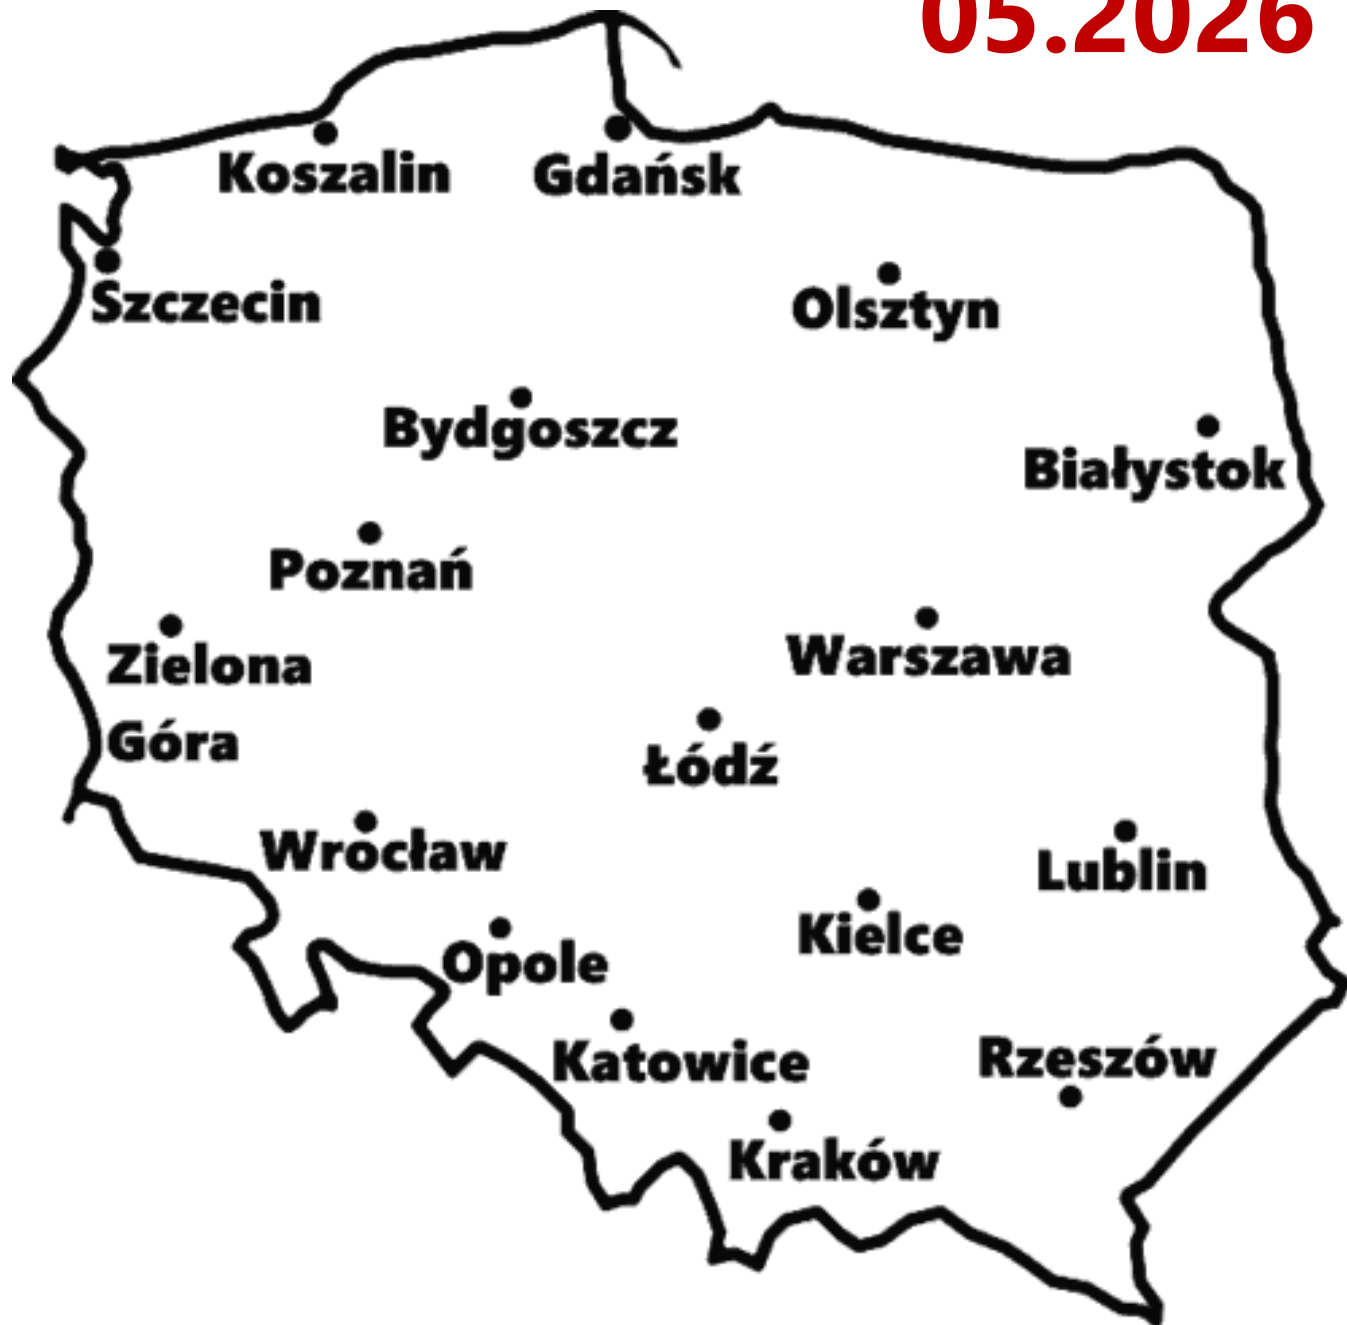 05.2026
Koszalin
Gdańsk
Szczecin
Olsztyn
Bydgoszcz
Białystok
Poznań
Zielona
Góra
Warszawa
Łódź
Wrocław
Lublin
Kielce
Opole
Katowice
Rzeszów
Kraków